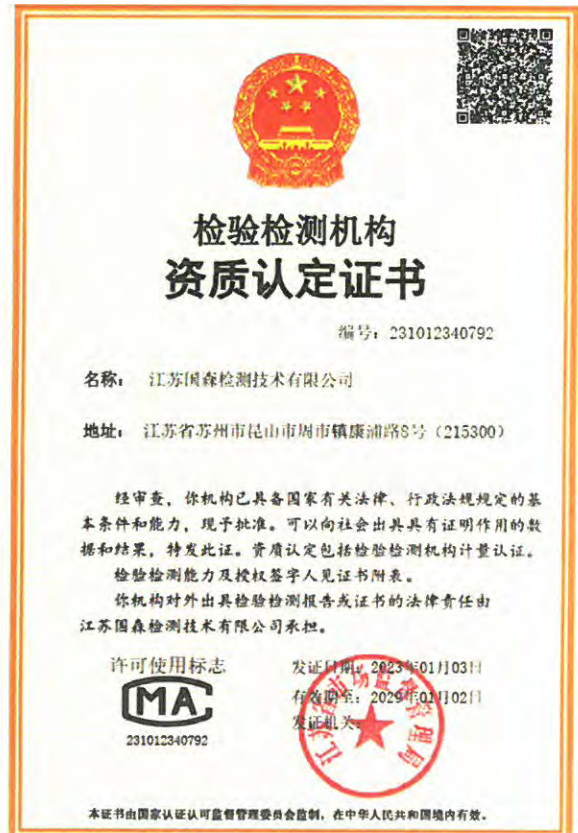 检验检测机构
资质认定证书
编号：231012340792
名称： 江苏国森检测技术有限公司
地址： 江苏省苏州市昆山市周市镇康浦路8号（215300）
经审查，你机构已具备国家有关法律、行政法规规定的基
本条件和能力，现予批准。可以向社会出具具有证明作用的数
据和结果，特发此证。资质认定包括检验检测机构计量认证。
检验检测能力及授权签字人见证书附表。
你机构对外出具检验检测报告或证书的法律责任由
江苏国森检测技术有限公司承担。
许可使用标志
MA
231012340792
发证日期：2023年01月03日
有效期至：2029年01月02日
发证机关：
江苏省市场监督管理局
本证书由国家认证认可监督管理委员会监制，在中华人民共和国境内有效。